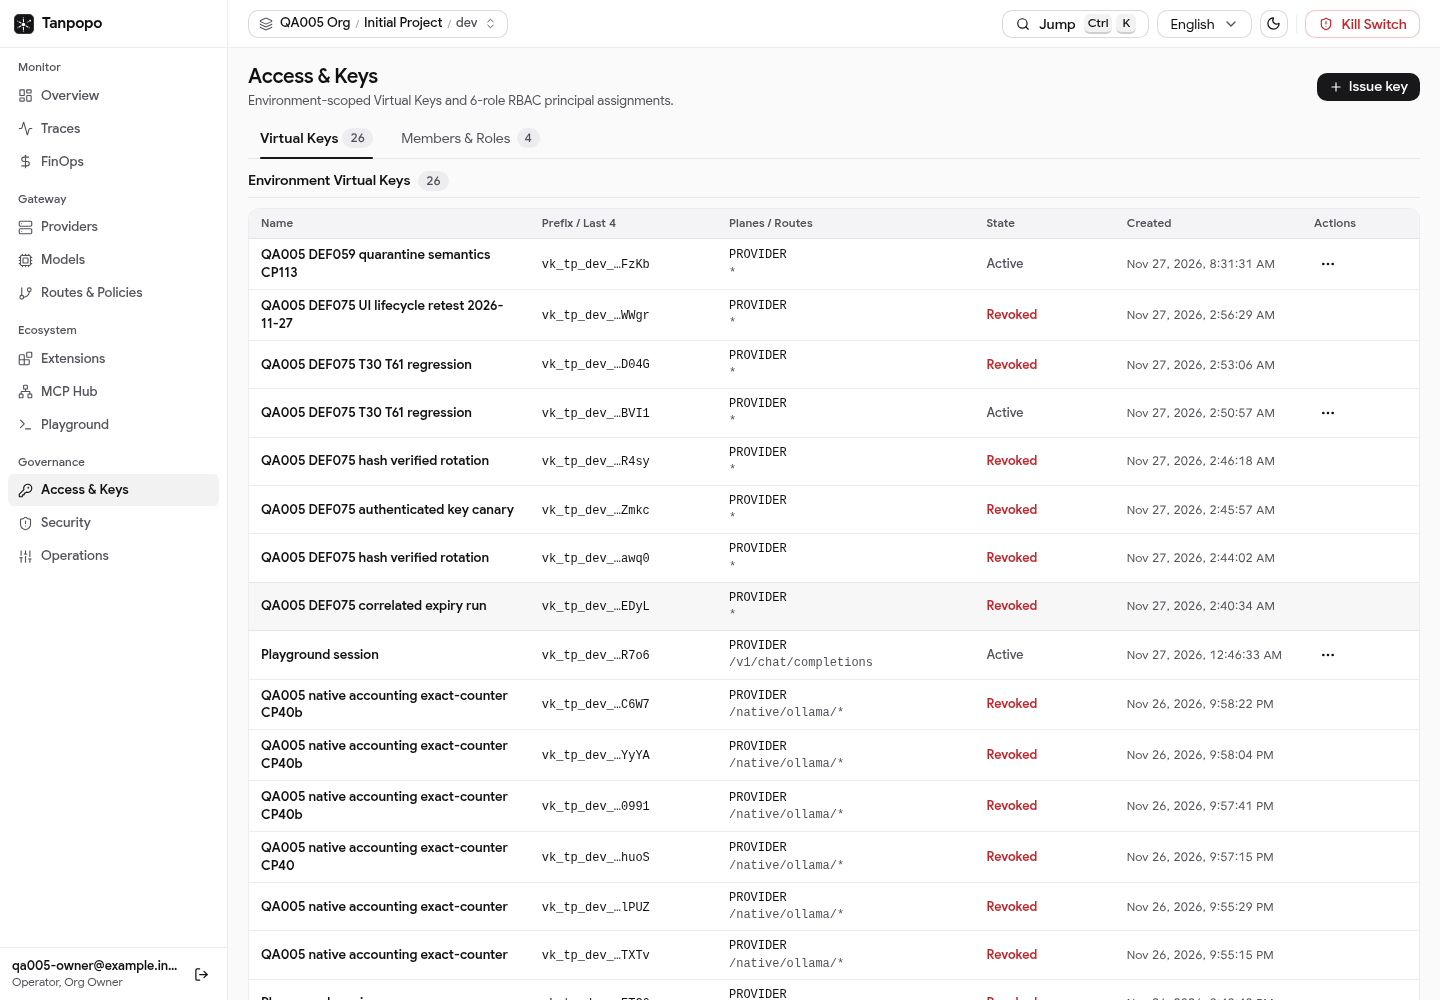 Tanpopo
QA005 Org / Initial Project / dev
Jump Ctrl K
English
Kill Switch
Monitor
Overview
Traces
FinOps
Gateway
Providers
Models
Routes & Policies
Ecosystem
Extensions
MCP Hub
Playground
Governance
Access & Keys
Security
Operations
qa005-owner@example.in...
Operator, Org Owner
Access & Keys
Environment-scoped Virtual Keys and 6-role RBAC principal assignments.
Issue key
Virtual Keys 26
Members & Roles 4
Environment Virtual Keys 26
Name Prefix / Last 4 Planes / Routes State Created Actions
QA005 DEF059 quarantine semantics
CP113
vk_tp_dev_…FzKb
PROVIDER
*
Active
Nov 27, 2026, 8:31:31 AM
QA005 DEF075 UI lifecycle retest 2026-
11-27
vk_tp_dev_…WWgr
PROVIDER
*
Revoked
Nov 27, 2026, 2:56:29 AM
QA005 DEF075 T30 T61 regression
vk_tp_dev_…D04G
PROVIDER
*
Revoked
Nov 27, 2026, 2:53:06 AM
QA005 DEF075 T30 T61 regression
vk_tp_dev_…BVI1
PROVIDER
*
Active
Nov 27, 2026, 2:50:57 AM
QA005 DEF075 hash verified rotation
vk_tp_dev_…R4sy
PROVIDER
*
Revoked
Nov 27, 2026, 2:46:18 AM
QA005 DEF075 authenticated key canary
vk_tp_dev_…Zmkc
PROVIDER
*
Revoked
Nov 27, 2026, 2:45:57 AM
QA005 DEF075 hash verified rotation
vk_tp_dev_…awq0
PROVIDER
*
Revoked
Nov 27, 2026, 2:44:02 AM
QA005 DEF075 correlated expiry run
vk_tp_dev_…EDyL
PROVIDER
*
Revoked
Nov 27, 2026, 2:40:34 AM
Playground session
vk_tp_dev_…R7o6
PROVIDER
/v1/chat/completions
Active
Nov 27, 2026, 12:46:33 AM
QA005 native accounting exact-counter
CP40b
vk_tp_dev_…C6W7
PROVIDER
/native/ollama/*
Revoked
Nov 26, 2026, 9:58:22 PM
QA005 native accounting exact-counter
CP40b
vk_tp_dev_…YyYA
PROVIDER
/native/ollama/*
Revoked
Nov 26, 2026, 9:58:04 PM
QA005 native accounting exact-counter
CP40b
vk_tp_dev_…0991
PROVIDER
/native/ollama/*
Revoked
Nov 26, 2026, 9:57:41 PM
QA005 native accounting exact-counter
CP40
vk_tp_dev_…huoS
PROVIDER
/native/ollama/*
Revoked
Nov 26, 2026, 9:57:15 PM
QA005 native accounting exact-counter
vk_tp_dev_…lPUZ
PROVIDER
/native/ollama/*
Revoked
Nov 26, 2026, 9:55:29 PM
QA005 native accounting exact-counter
vk_tp_dev_…TXTv
PROVIDER
/native/ollama/*
Revoked
Nov 26, 2026, 9:55:15 PM
PROVIDER